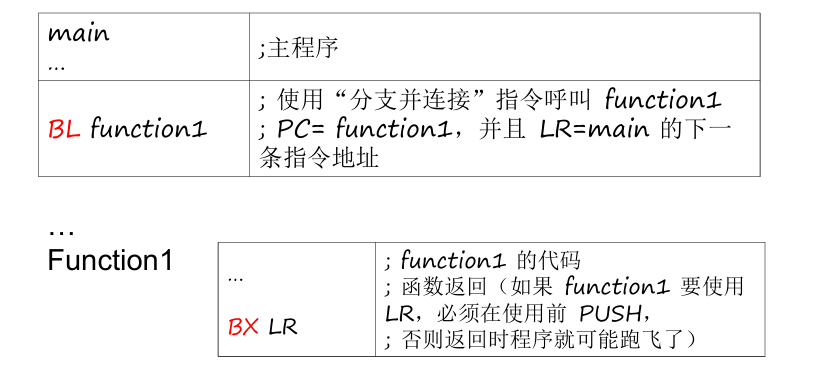 main
…
;主程序
BL function1
; 使用“分支并连接”指令呼叫 function1
; PC= function1，并且 LR=main 的下一
条指令地址
…
Function1
…
BX LR
; function1 的代码
; 函数返回（如果 function1 要使用
LR，必须在使用前 PUSH，
; 否则返回时程序就可能跑飞了）